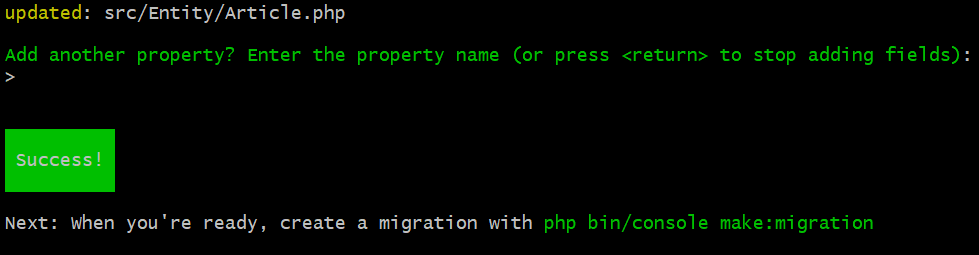 updated: src/Entity/Article.php
Add another property? Enter the property name (or press <return> to stop adding fields):
>
Success!
Next: When you're ready, create a migration with php bin/console make:migration